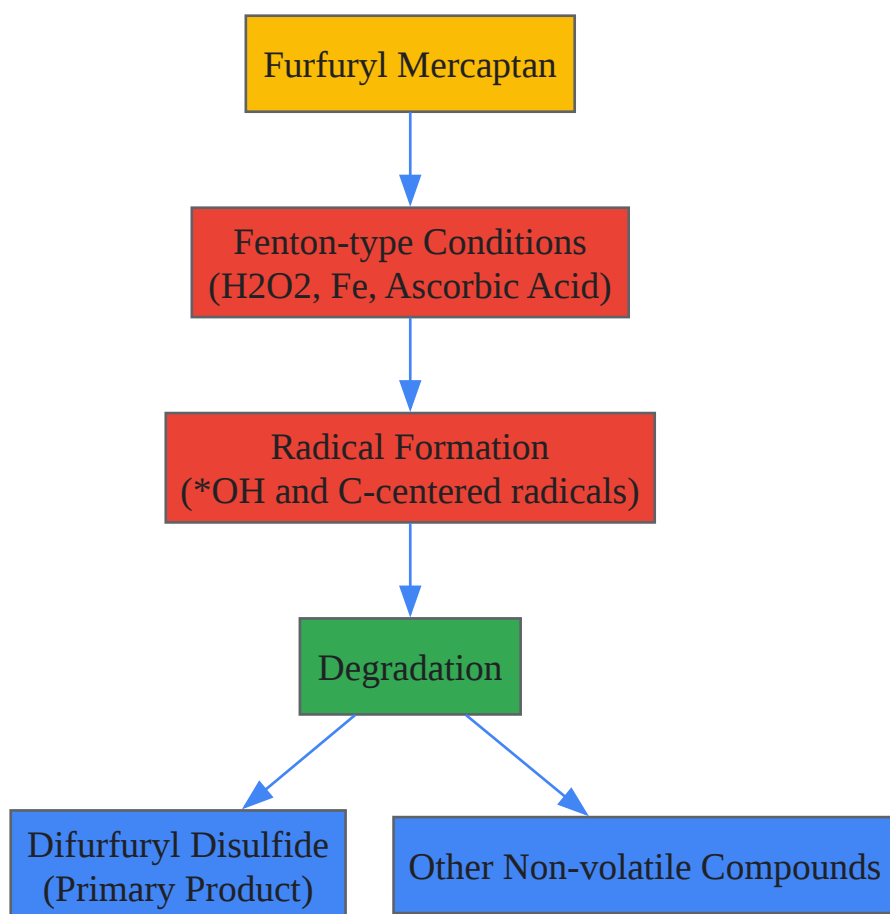 Furfuryl Mercaptan
Fenton-type Conditions
(H2O2, Fe, Ascorbic Acid)
Radical Formation
(*OH and C-centered radicals)
Degradation
Difurfuryl Disulfide
(Primary Product)
Other Non-volatile Compounds